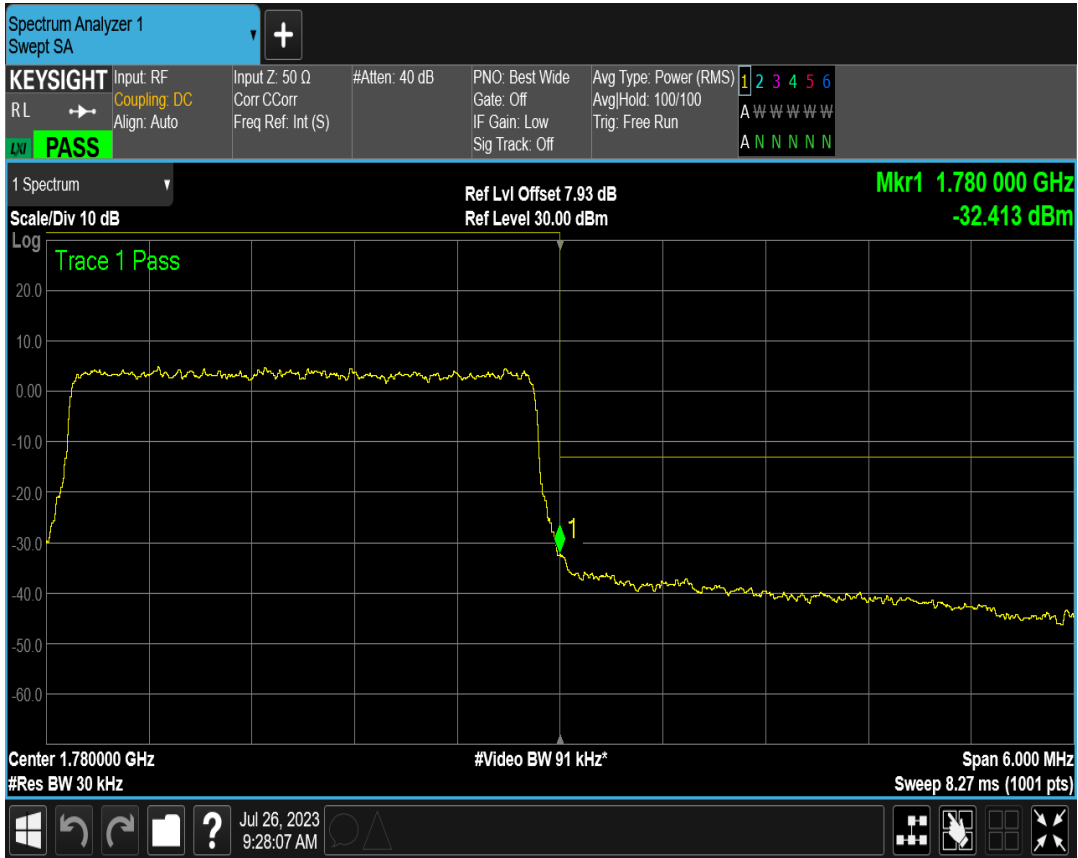 Spectrum Analyzer 1
Swept SA
KEYSIGHT
R L
LXI PASS
Input: RF
Coupling: DC
Align: Auto
Input Z: 50 Ω
Corr CCorr
Freq Ref: Int (S)
#Atten: 40 dB
PNO: Best Wide
Gate: Off
IF Gain: Low
Sig Track: Off
Avg Type: Power (RMS)
Avg|Hold: 100/100
Trig: Free Run
1 2 3 4 5 6
A W W W W W
A N N N N N
1 Spectrum
Scale/Div 10 dB
Ref Lvl Offset 7.93 dB
Ref Level 30.00 dBm
Mkr1 1.780 000 GHz
-32.413 dBm
Log
Trace 1 Pass
20.0
10.0
0.00
-10.0
-20.0
1
-30.0
-40.0
-50.0
-60.0
Center 1.780000 GHz
#Video BW 91 kHz*
Span 6.000 MHz
#Res BW 30 kHz
Sweep 8.27 ms (1001 pts)
?
Jul 26, 2023
9:28:07 AM